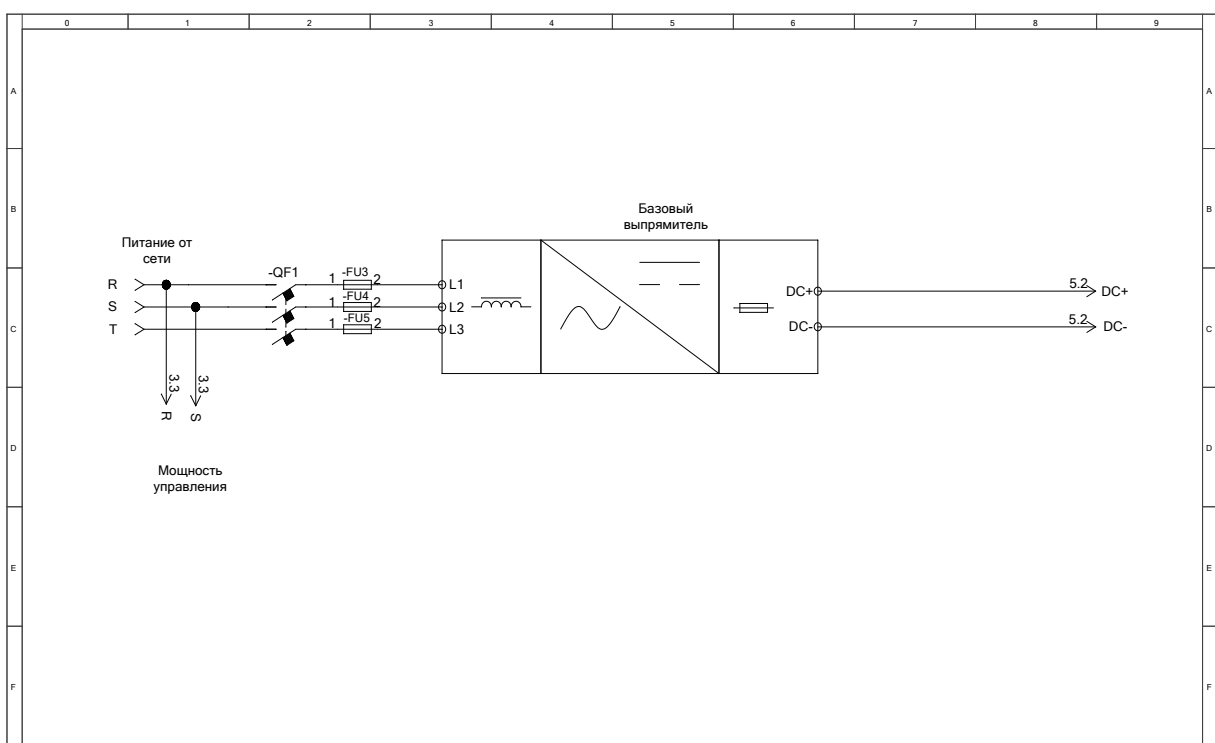 0 1 2 3 4 5 6 7 8 9
A A
B B
Базовый
выпрямитель
Питание от
сети
-QF1
R 1 -FU3 2 L1
S 1 -FU4 2 L2
T 1 -FU5 2 L3
DC+ 5.2 DC+
DC- 5.2 DC-
C C
3.3 3.3
R S
D D
Мощность
управления
E E
F F